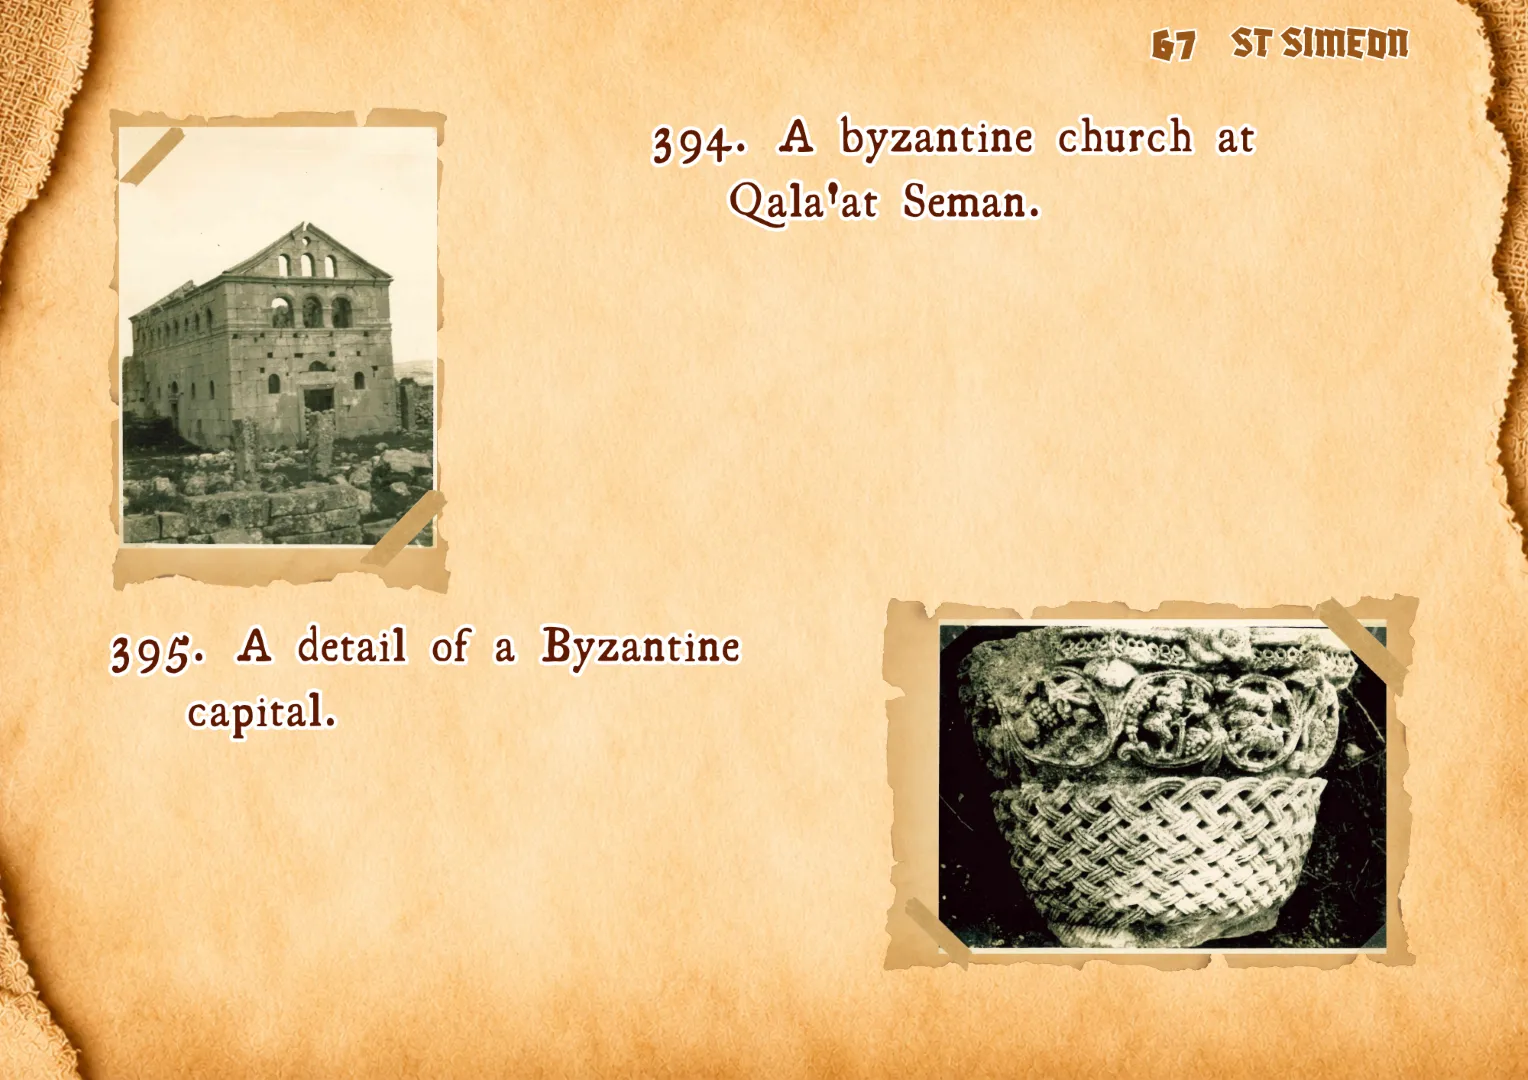 67 ST SIMEON
394. A byzantine church at
Qala'at Seman.
395. A detail of a Byzantine
capital.